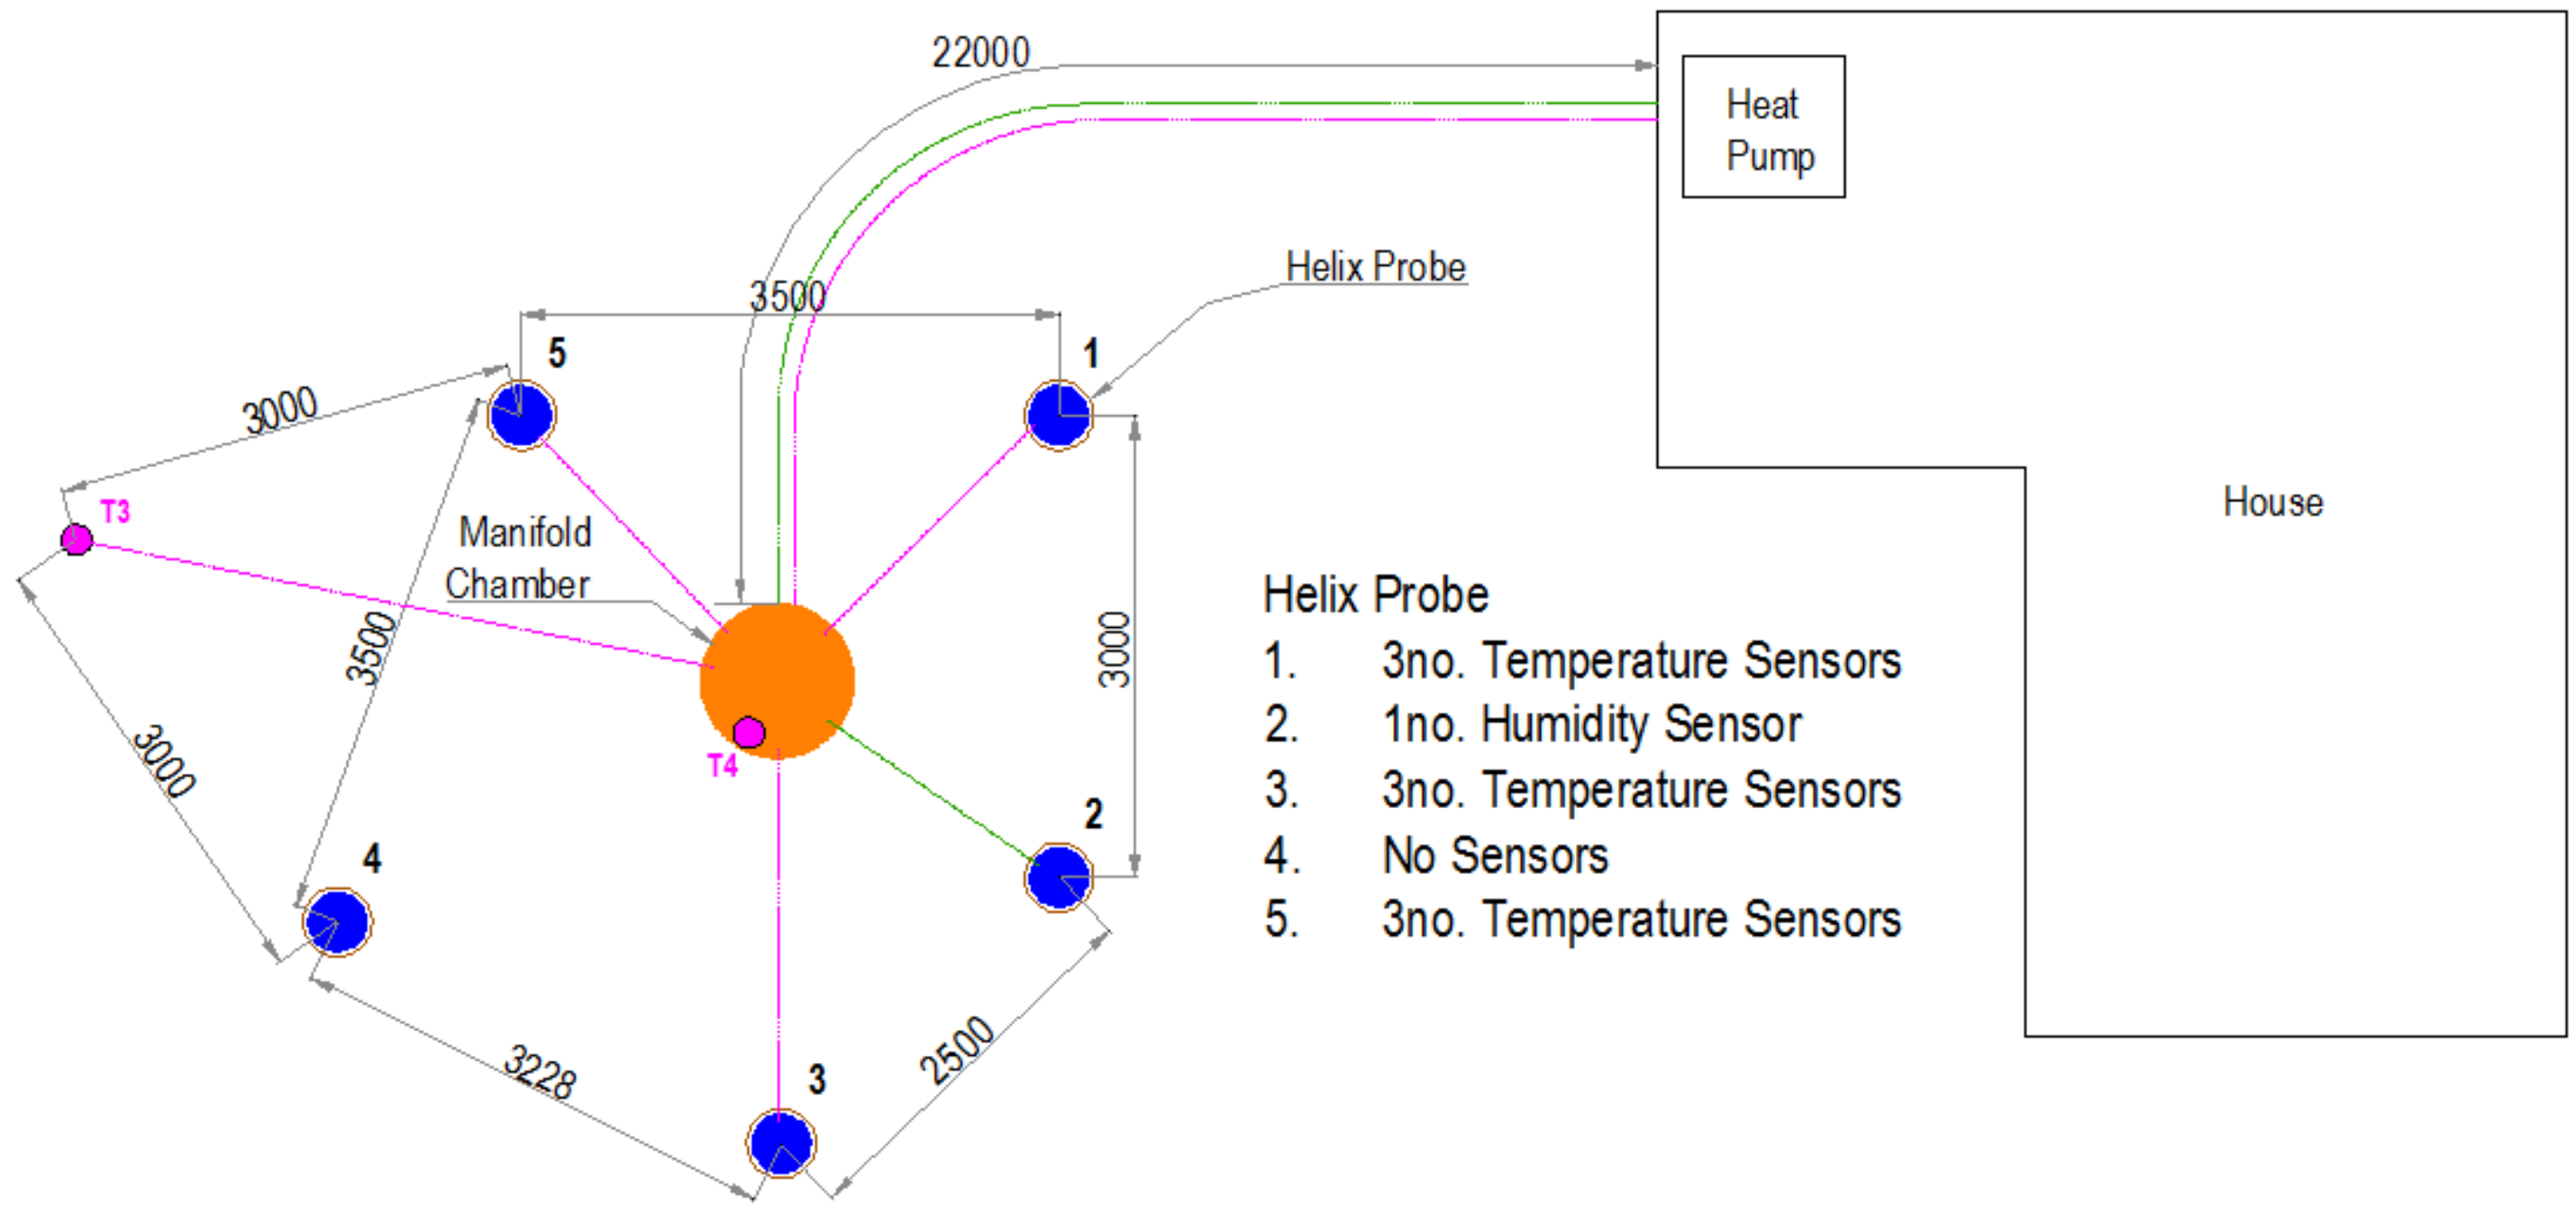 22000
Heat
Pump
Helix Probe
3500
5
1
3000
T3
House
Manifold
Chamber
3500
3000
3000
T4
2
4
3228
3
2500
Helix Probe
1. 3no. Temperature Sensors
2. 1no. Humidity Sensor
3. 3no. Temperature Sensors
4. No Sensors
5. 3no. Temperature Sensors